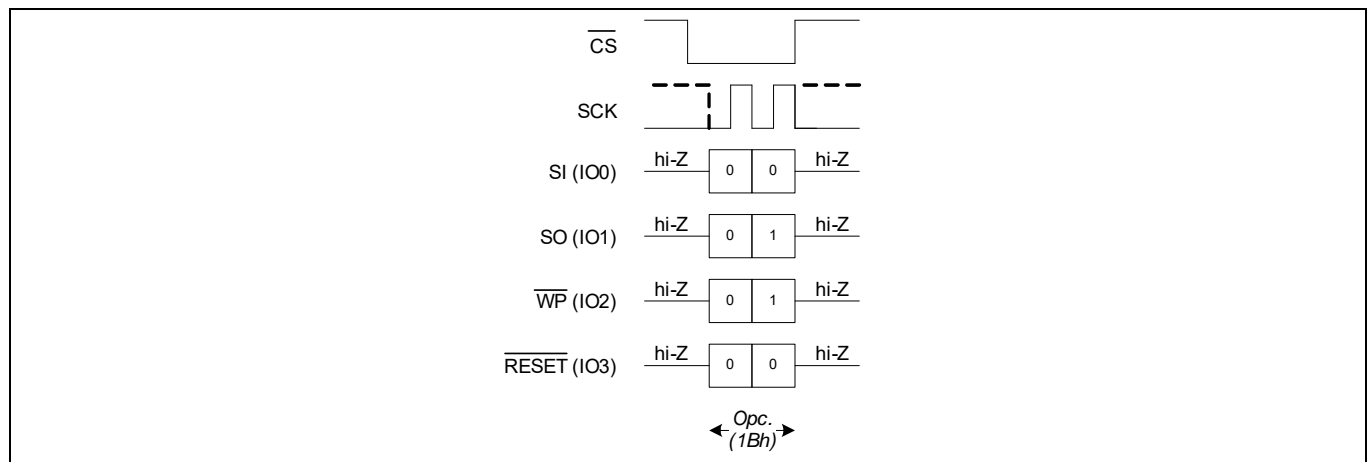 CS
SCK
SI (IO0) hi-Z 0 0 hi-Z
SO (IO1) hi-Z 0 1 hi-Z
WP (IO2) hi-Z 0 1 hi-Z
RESET (IO3) hi-Z 0 0 hi-Z
Opc.
(1Bh)